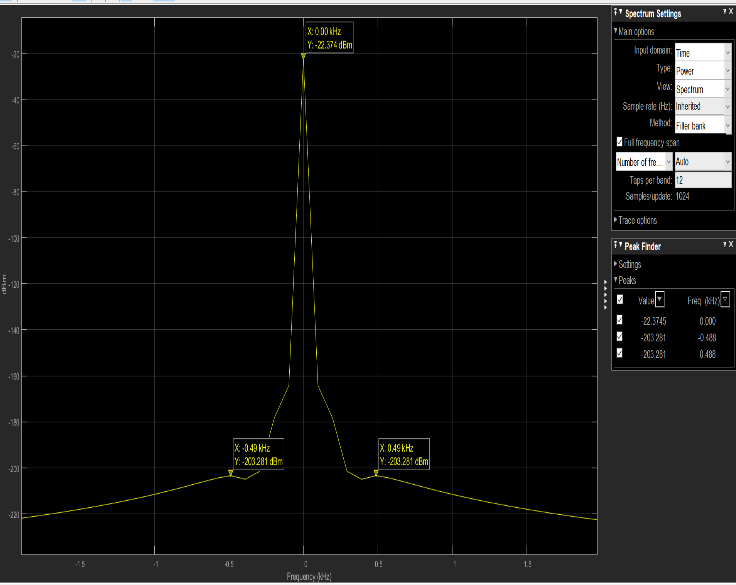 X: 0.00 kHz
Y: -22.374 dBm
-20
-40
-60
-80
-100
-120
-140
-160
-180
-200
-220
dBm
X: -0.49 kHz
Y: -203.281 dBm
X: 0.49 kHz
Y: -203.281 dBm
-1.5
-1
-0.5
0
0.5
1
1.5
Frequency (kHz)
Spectrum Settings
Main options
Input domain: Time
Type: Power
View: Spectrum
Sample rate (Hz): Inherited
Method: Filter bank
Full frequency span
Number of fre... Auto
Taps per band: 12
Samples/update: 1024
Trace options
Peak Finder
Settings
Peaks
Value Freq. (kHz)
-22.3745 0.000
-203.281 -0.488
-203.281 0.488